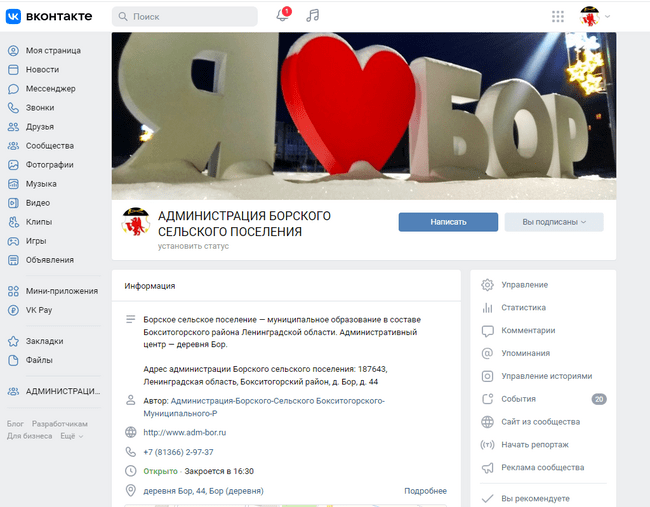 вконтакте
Поиск
1
Моя страница
Новости
Мессенджер
Звонки
Друзья
Сообщества
Фотографии
Музыка
Видео
Клипы
Игры
Объявления
Мини-приложения
VK Pay
Закладки
Файлы
АДМИНИСТРАЦИ...
Блог Разработчикам
Для бизнеса Ещё
Я БОР
АДМИНИСТРАЦИЯ БОРСКОГО
СЕЛЬСКОГО ПОСЕЛЕНИЯ
установить статус
Написать
Вы подписаны
Информация
Борское сельское поселение — муниципальное образование в составе
Бокситогорского района Ленинградской области. Административный
центр — деревня Бор.
Адрес администрации Борского сельского поселения: 187643,
Ленинградская область, Бокситогорский район, д. Бор, д. 44
Автор: Администрация-Борского-Сельского Бокситогорского-
Муниципального-Р
http://www.adm-bor.ru
+7 (81366) 2-97-37
Открыто · Закроется в 16:30
деревня Бор, 44, Бор (деревня)
Подробнее
Управление
Статистика
Комментарии
Упоминания
Управление историями
События 20
Сайт из сообщества
Начать репортаж
Реклама сообщества
Вы рекомендуете